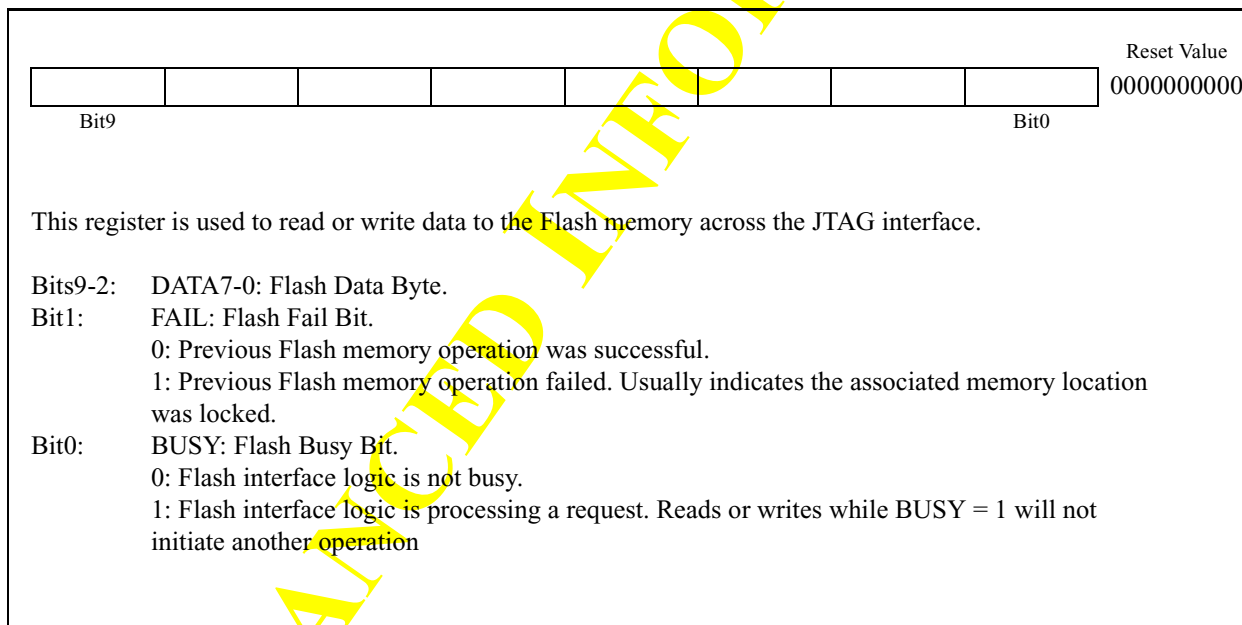 Reset Value
0000000000
Bit9 Bit0
This register is used to read or write data to the Flash memory across the JTAG interface.
Bits9-2: DATA7-0: Flash Data Byte.
Bit1: FAIL: Flash Fail Bit.
0: Previous Flash memory operation was successful.
1: Previous Flash memory operation failed. Usually indicates the associated memory location
was locked.
Bit0: BUSY: Flash Busy Bit.
0: Flash interface logic is not busy.
1: Flash interface logic is processing a request. Reads or writes while BUSY = 1 will not
initiate another operation
ANCED INFO